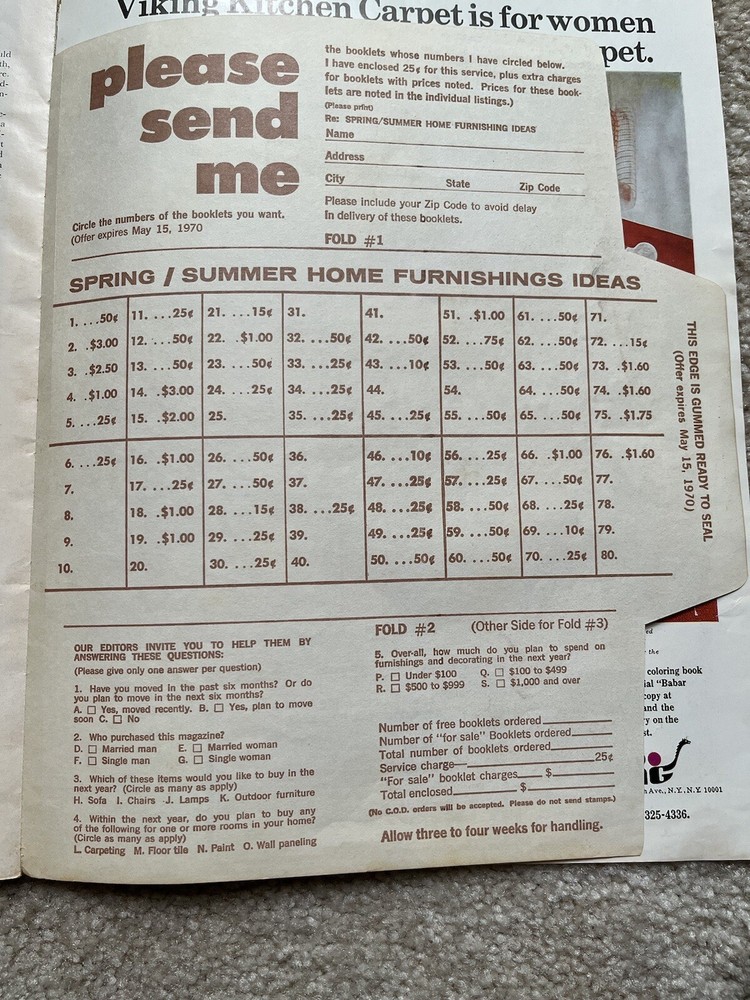 Viking Kitchen Carpet is for women
pet.
please
send
me
the booklets whose numbers I have circled below.
I have enclosed 25¢ for this service, plus extra charges
for booklets with prices noted. Prices for these book-
lets are noted in the individual listings.)
(Please print)
Re: SPRING/SUMMER HOME FURNISHING IDEAS
Name
Address
City State Zip Code
Please include your Zip Code to avoid delay
In delivery of these booklets.
Circle the numbers of the booklets you want.
(Offer expires May 15, 1970
FOLD #1
SPRING / SUMMER HOME FURNISHINGS IDEAS
1. ...50¢ 11. ...25¢ 21. ...15¢ 31. 41. 51. .$1.00 61. ...50¢ 71.
2. .$3.00 12. ...50¢ 22. .$1.00 32. ...50¢ 42. ...50¢ 52. ...75¢ 62. ...50¢ 72. ...15¢
3. .$2.50 13. ...50¢ 23. ...50¢ 33. ...25¢ 43. ...10¢ 53. ...50¢ 63. ...50¢ 73. .$1.60
4. .$1.00 14. .$3.00 24. ...25¢ 34. ...25¢ 44. 54. 64. ...50¢ 74. .$1.60
5. ...25¢ 15. .$2.00 25. 35. ...25¢ 45. ...25¢ 55. ...50¢ 65. ...50¢ 75. .$1.75
6. ...25¢ 16. .$1.00 26. ...50¢ 36. 46. ...10¢ 56. ...25¢ 66. .$1.00 76. .$1.60
7. 17. ...25¢ 27. ...50¢ 37. 47. ...25¢ 57. ...25¢ 67. ...50¢ 77.
8. 18. .$1.00 28. ...15¢ 38. ...25¢ 48. ...25¢ 58. ...50¢ 68. ...25¢ 78.
9. 19. .$1.00 29. ...25¢ 39. 49. ...25¢ 59. ...50¢ 69. ...10¢ 79.
10. 20. 30. ...25¢ 40. 50. ...50¢ 60. ...50¢ 70. ...25¢ 80.
THIS EDGE IS GUMMED READY TO SEAL
(Offer expires May 15, 1970)
FOLD #2 (Other Side for Fold #3)
OUR EDITORS INVITE YOU TO HELP THEM BY
ANSWERING THESE QUESTIONS:
(Please give only one answer per question)
1. Have you moved in the past six months? Or do
you plan to move in the next six months?
A. ☐ Yes, moved recently. B. ☐ Yes, plan to move
soon C. ☐ No
2. Who purchased this magazine?
D. ☐ Married man E. ☐ Married woman
F. ☐ Single man G. ☐ Single woman
3. Which of these items would you like to buy in the
next year? (Circle as many as apply)
H. Sofa I. Chairs J. Lamps K. Outdoor furniture
4. Within the next year, do you plan to buy any
of the following for one or more rooms in your home?
(Circle as many as apply)
L. Carpeting M. Floor tile N. Paint O. Wall paneling
5. Over-all, how much do you plan to spend on
furnishings and decorating in the next year?
P. ☐ Under $100 Q. ☐ $100 to $499
R. ☐ $500 to $999 S. ☐ $1,000 and over
Number of free booklets ordered
Number of "for sale" Booklets ordered
Total number of booklets ordered
Service charge 25¢
"For sale" booklet charges $
Total enclosed $
(No C.O.D. orders will be accepted. Please do not send stamps.)
Allow three to four weeks for handling.
the
coloring book
ial "Babar
copy at
and the
y on the
st.
Ave., N.Y., N.Y. 10001
325-4336.